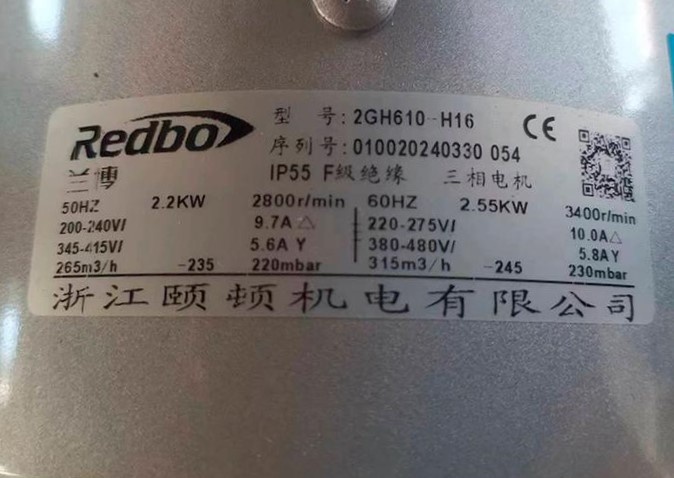 Redbo
兰博
型 号:2GH610-H16
序列号:010020240330 054
IP55 F级绝缘 三相电机
CE
50HZ 2.2KW 2800r/min 60HZ 2.55KW 3400r/min
200-240V/ 9.7A△ 220-275V/ 10.0A△
345-415V/ 5.6A Y 380-480V/ 5.8A Y
265m3/h -235 220mbar 315m3/h -245 230mbar
浙江颐顿机电有限公司